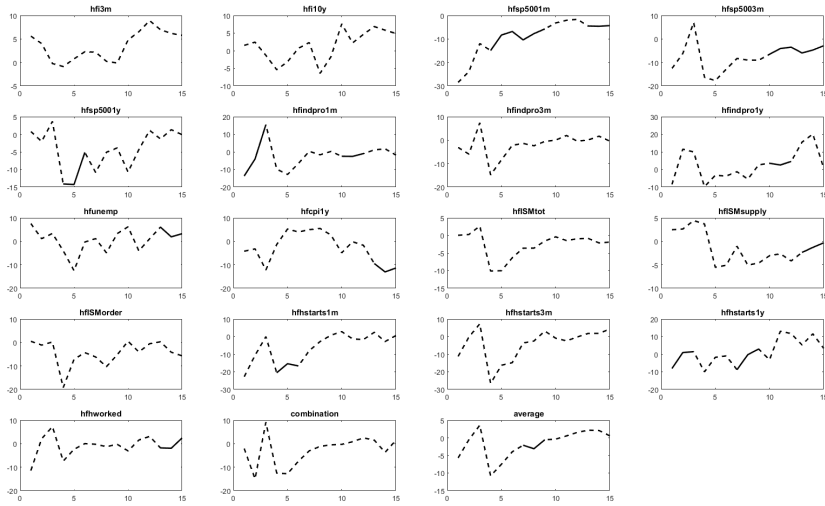 hfi3m
10
5
0
-5
0 5 10 15
hfi10y
10
5
0
-5
-10
0 5 10 15
hfsp5001m
0
-10
-20
-30
0 5 10 15
hfsp5003m
10
0
-10
-20
0 5 10 15
hfsp5001y
5
0
-5
-10
-15
0 5 10 15
hfindpro1m
20
10
0
-10
-20
0 5 10 15
hfindpro3m
10
0
-10
-20
0 5 10 15
hfindpro1y
30
20
10
0
-10
0 5 10 15
hfunemp
10
0
-10
-20
0 5 10 15
hfcpi1y
10
0
-10
-20
0 5 10 15
hfISMtot
5
0
-5
-10
-15
0 5 10 15
hfISMsupply
5
0
-5
-10
0 5 10 15
hfISMorder
10
0
-10
-20
0 5 10 15
hfhstarts1m
10
0
-10
-20
-30
0 5 10 15
hfhstarts3m
10
0
-10
-20
-30
0 5 10 15
hfhstarts1y
20
10
0
-10
-20
0 5 10 15
hfhworked
10
0
-10
-20
0 5 10 15
combination
10
0
-10
-20
0 5 10 15
average
5
0
-5
-10
-15
0 5 10 15